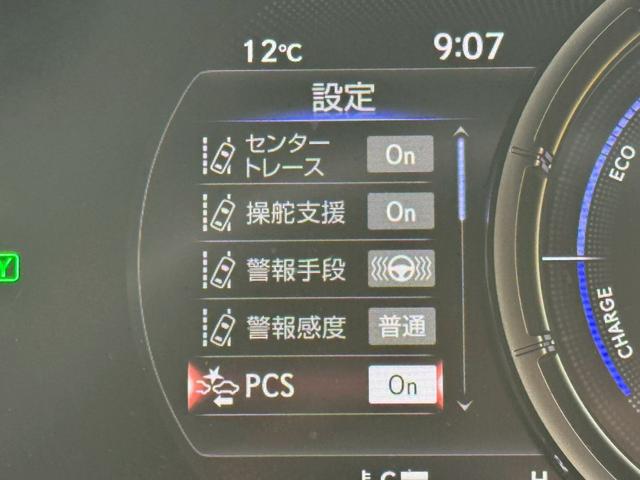 12℃
9:07
設定
センター
トレース
On
操舵支援
On
警報手段
警報感度
普通
PCS
On
ECO
CHARGE
Y
C
H